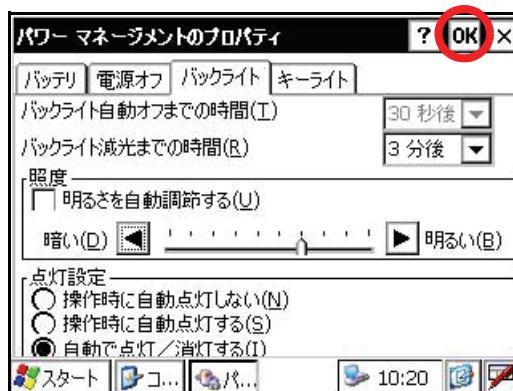 パワー マネージメントのプロパティ ? OK ×
バッテリ 電源オフ バックライト キーライト
バックライト自動オフまでの時間(T) 30 秒後
バックライト減光までの時間(R) 3 分後
照度
明るさを自動調節する(U)
暗い(D) 明るい(B)
点灯設定
操作時に自動点灯しない(N)
操作時に自動点灯する(S)
自動で点灯/消灯する(I)
スタート コ... パ... 10:20